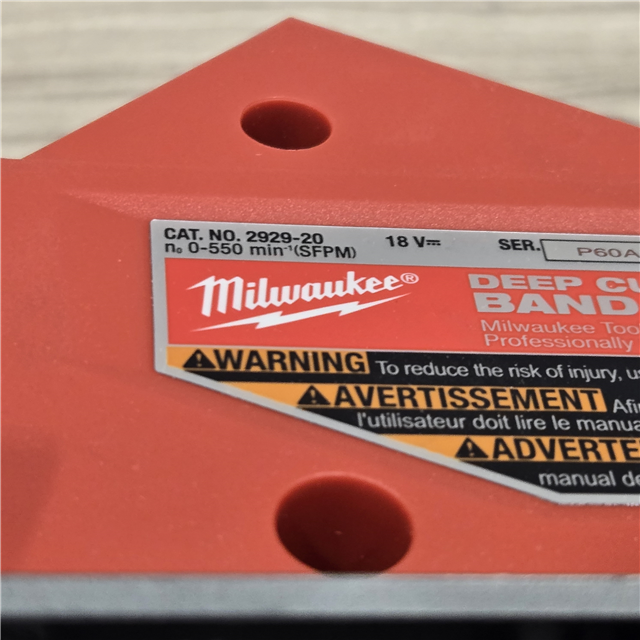 CAT. NO. 2929-20 18 V⎓ SER. P60A
n₀ 0-550 min⁻¹(SFPM)
Milwaukee®
DEEP CU
BAND
Milwaukee Too
Professionally
⚠WARNING To reduce the risk of injury, u
⚠AVERTISSEMENT Afi
l'utilisateur doit lire le manu
⚠ADVERTE
manual de